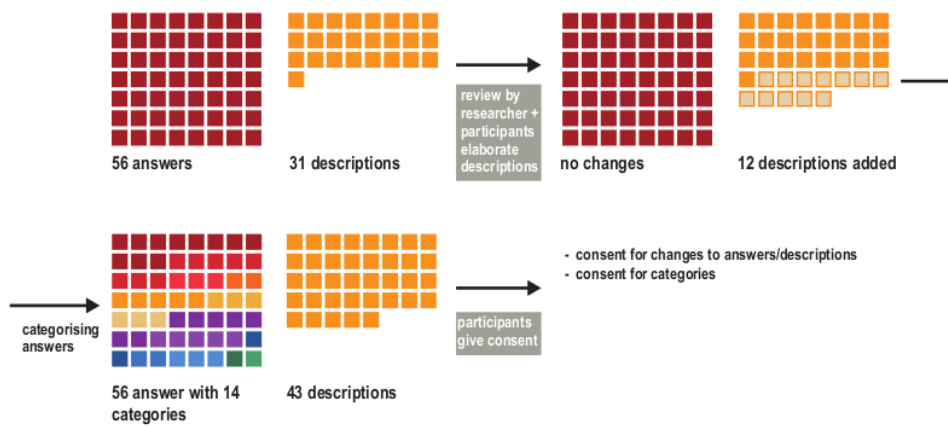 56 answers
31 descriptions
review by
researcher +
participants
elaborate
descriptions
no changes
12 descriptions added
categorising
answers
56 answer with 14
categories
43 descriptions
participants
give consent
- consent for changes to answers/descriptions
- consent for categories